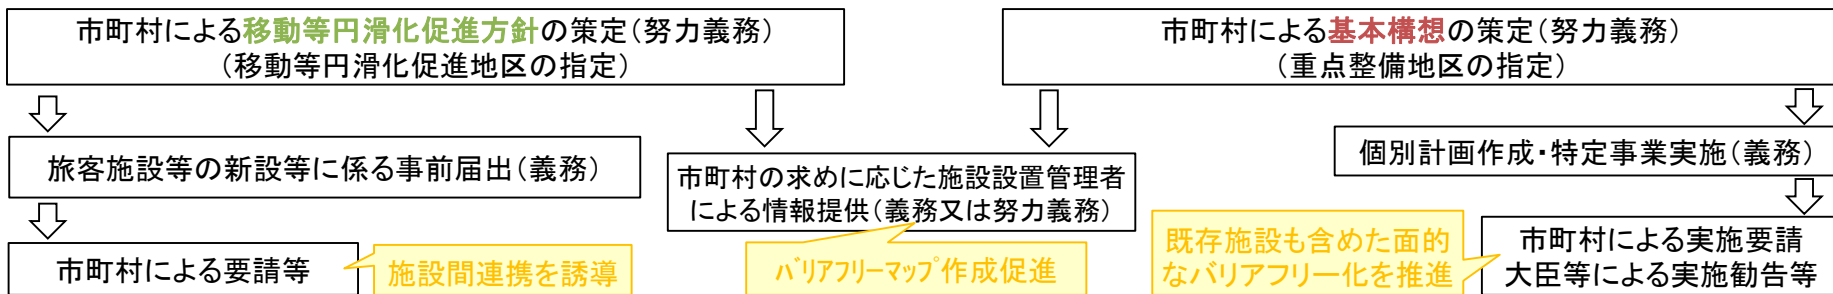 市町村による移動等円滑化促進方針の策定(努力義務)
(移動等円滑化促進地区の指定)
市町村による基本構想の策定(努力義務)
(重点整備地区の指定)
旅客施設等の新設等に係る事前届出(義務)
市町村の求めに応じた施設設置管理者
による情報提供(義務又は努力義務)
個別計画作成・特定事業実施(義務)
市町村による要請等
施設間連携を誘導
バリアフリーマップ作成促進
既存施設も含めた面的
なバリアフリー化を推進
市町村による実施要請
大臣等による実施勧告等